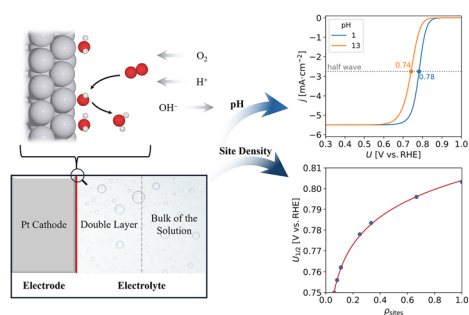 O₂
H⁺
OH⁻
pH
Site Density
Pt Cathode
Double Layer
Bulk of the
Solution
Electrode
Electrolyte
0
−1
−2
−3
−4
−5
−6
j [mA·cm⁻²]
pH
1
13
half wave
0.74
0.78
0.3 0.4 0.5 0.6 0.7 0.8 0.9 1.0
U [V vs. RHE]
0.81
0.80
0.79
0.78
0.77
0.76
0.75
U₁/₂ [V vs. RHE]
0.0 0.2 0.4 0.6 0.8 1.0
ρsites